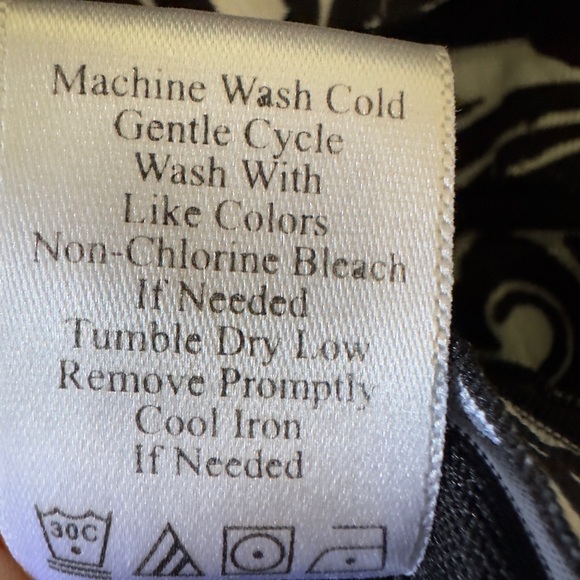 Machine Wash Cold
Gentle Cycle
Wash With
Like Colors
Non-Chlorine Bleach
If Needed
Tumble Dry Low
Remove Promptly
Cool Iron
If Needed
30C